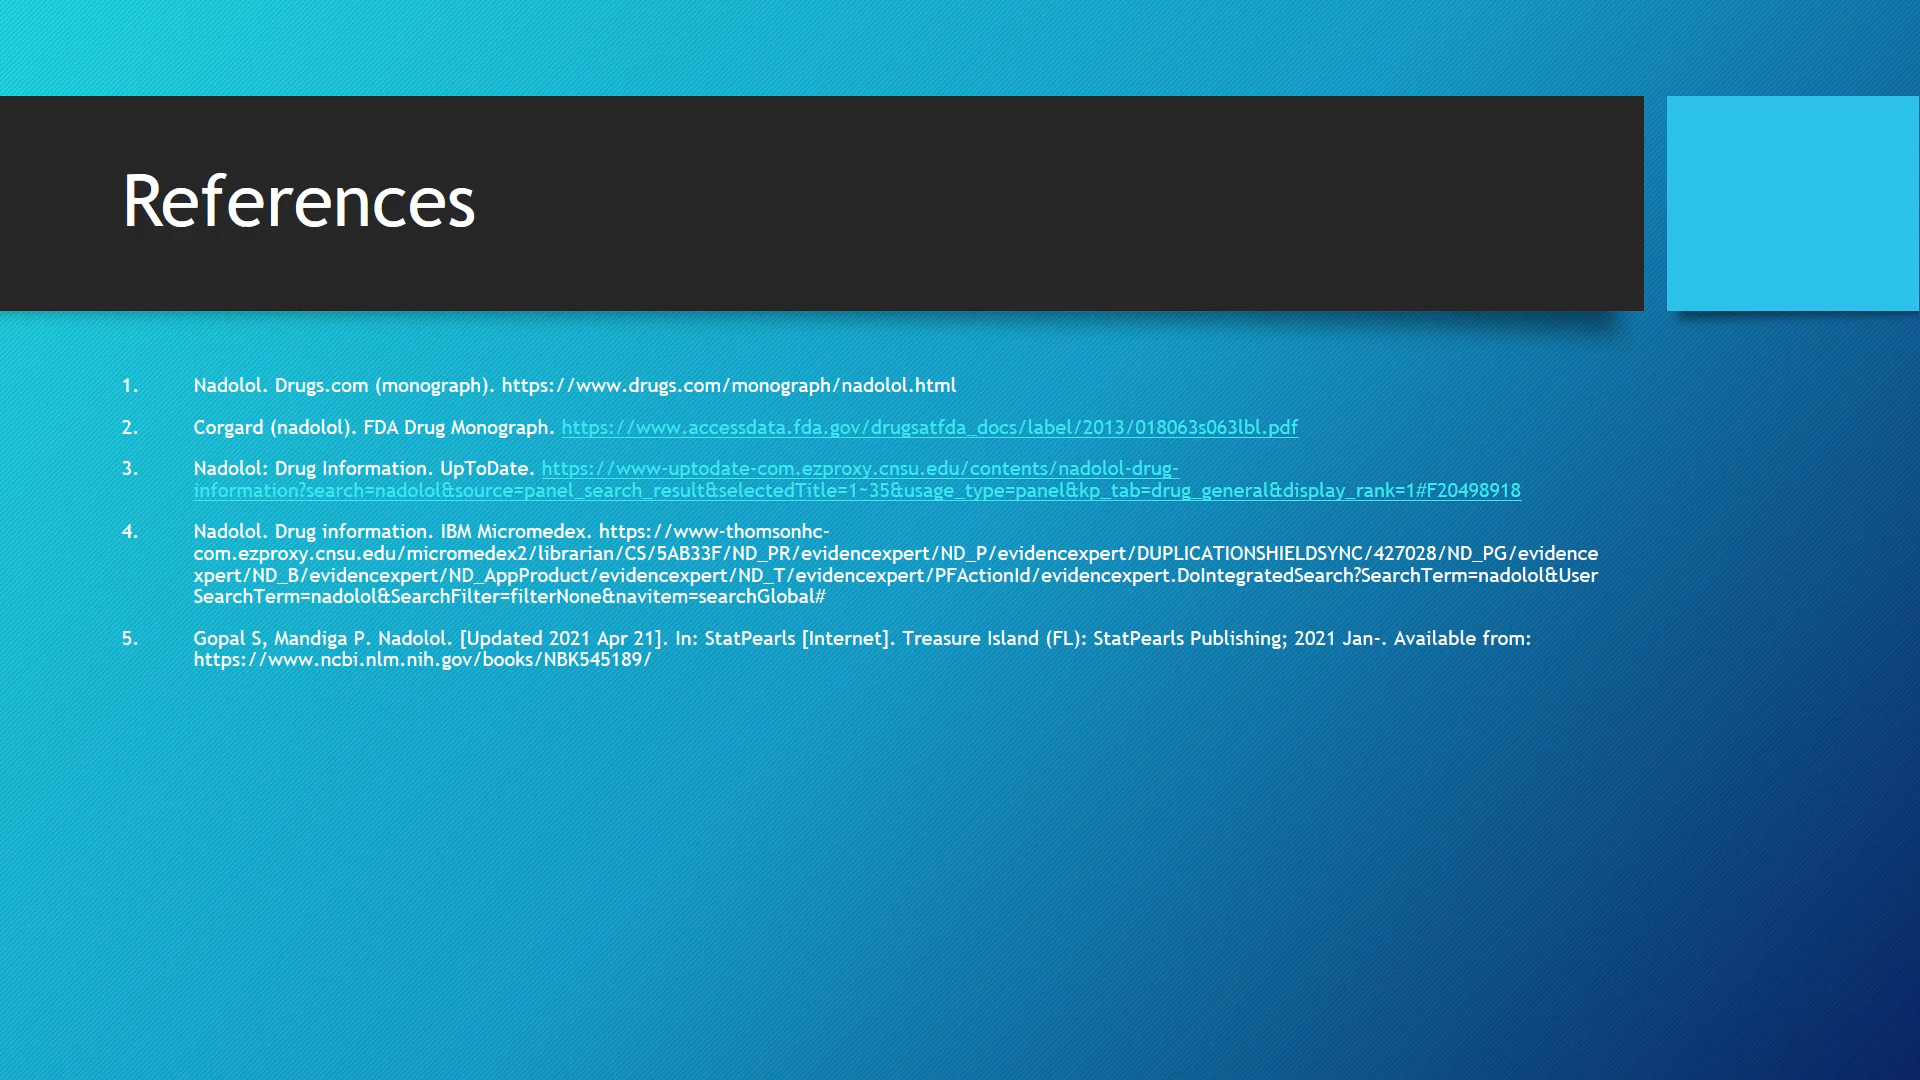 References
1. Nadolol. Drugs.com (monograph). https://www.drugs.com/monograph/nadolol.html
2. Corgard (nadolol). FDA Drug Monograph. https://www.accessdata.fda.gov/drugsatfda_docs/label/2013/018063s063lbl.pdf
3. Nadolol: Drug Information. UpToDate. https://www-uptodate-com.ezproxy.cnsu.edu/contents/nadolol-drug-
information?search=nadolol&source=panel_search_result&selectedTitle=1~35&usage_type=panel&kp_tab=drug_general&display_rank=1#F20498918
4. Nadolol. Drug information. IBM Micromedex. https://www-thomsonhc-
com.ezproxy.cnsu.edu/micromedex2/librarian/CS/5AB33F/ND_PR/evidencexpert/ND_P/evidencexpert/DUPLICATIONSHIELDSYNC/427028/ND_PG/evidence
xpert/ND_B/evidencexpert/ND_AppProduct/evidencexpert/ND_T/evidencexpert/PFActionId/evidencexpert.DoIntegratedSearch?SearchTerm=nadolol&User
SearchTerm=nadolol&SearchFilter=filterNone&navitem=searchGlobal#
5. Gopal S, Mandiga P. Nadolol. [Updated 2021 Apr 21]. In: StatPearls [Internet]. Treasure Island (FL): StatPearls Publishing; 2021 Jan-. Available from:
https://www.ncbi.nlm.nih.gov/books/NBK545189/